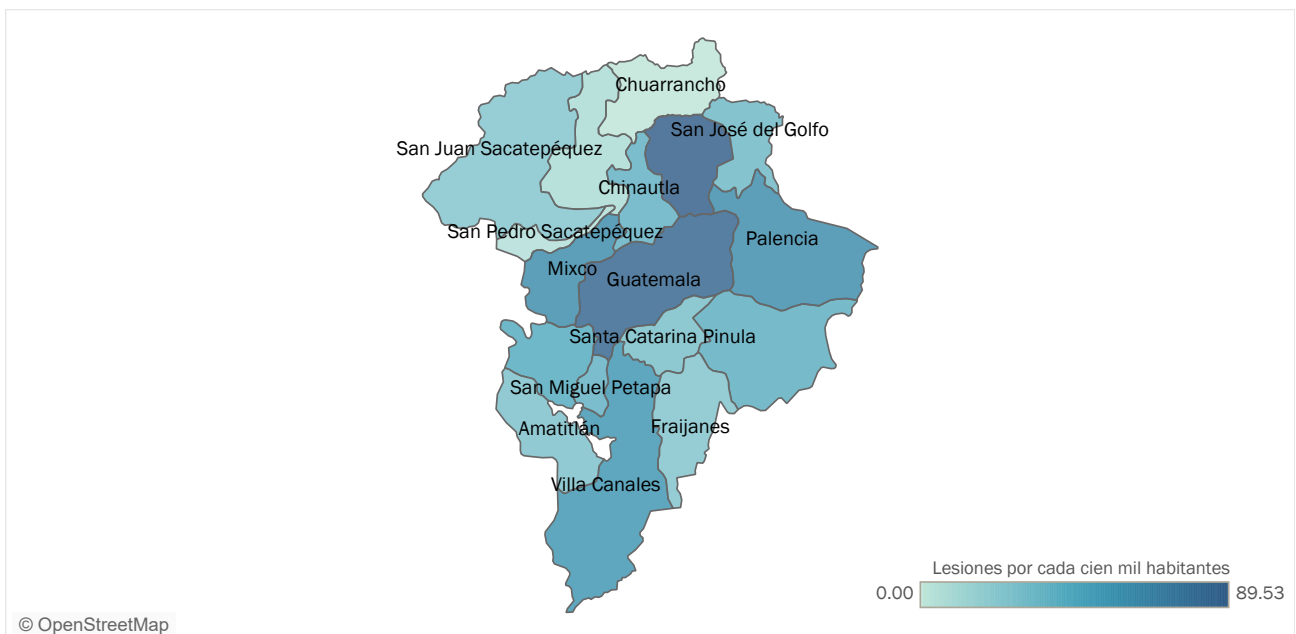 Chuarrancho
San José del Golfo
San Juan Sacatepéquez
Chinautla
San Pedro Sacatepéquez
Palencia
Mixco
Guatemala
Santa Catarina Pinula
San Miguel Petapa
Amatitlán
Fraijanes
Villa Canales
Lesiones por cada cien mil habitantes
0.00
89.53
© OpenStreetMap